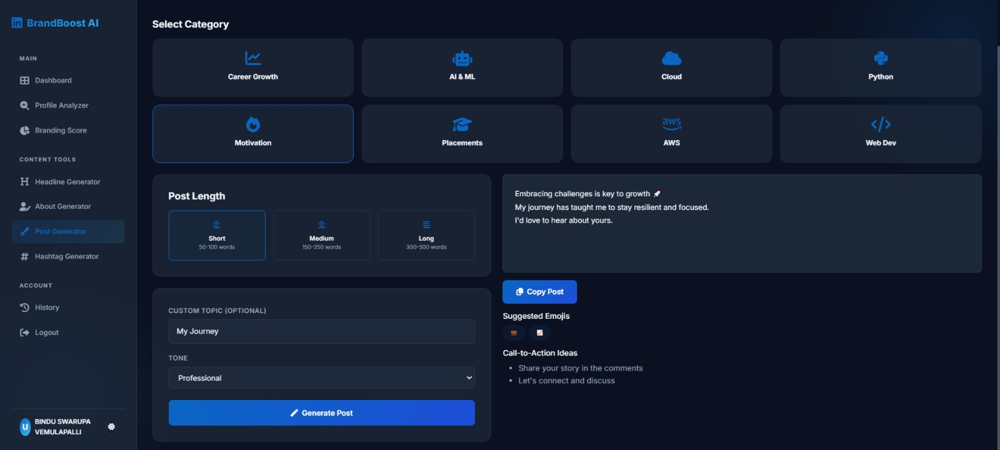 in BrandBoost AI
MAIN
Dashboard
Profile Analyzer
Branding Score
CONTENT TOOLS
Headline Generator
About Generator
Post Generator
Hashtag Generator
ACCOUNT
History
Logout
U
BINDU SWARUPA
VEMULAPALLI
Select Category
Career Growth
AI & ML
Cloud
Python
Motivation
Placements
aws
AWS
Web Dev
Post Length
Short
50-100 words
Medium
150-250 words
Long
300-500 words
CUSTOM TOPIC (OPTIONAL)
My Journey
TONE
Professional
Generate Post
Embracing challenges is key to growth 🚀
My journey has taught me to stay resilient and focused.
I'd love to hear about yours.
Copy Post
Suggested Emojis
💼 📈
Call-to-Action Ideas
• Share your story in the comments
• Let's connect and discuss